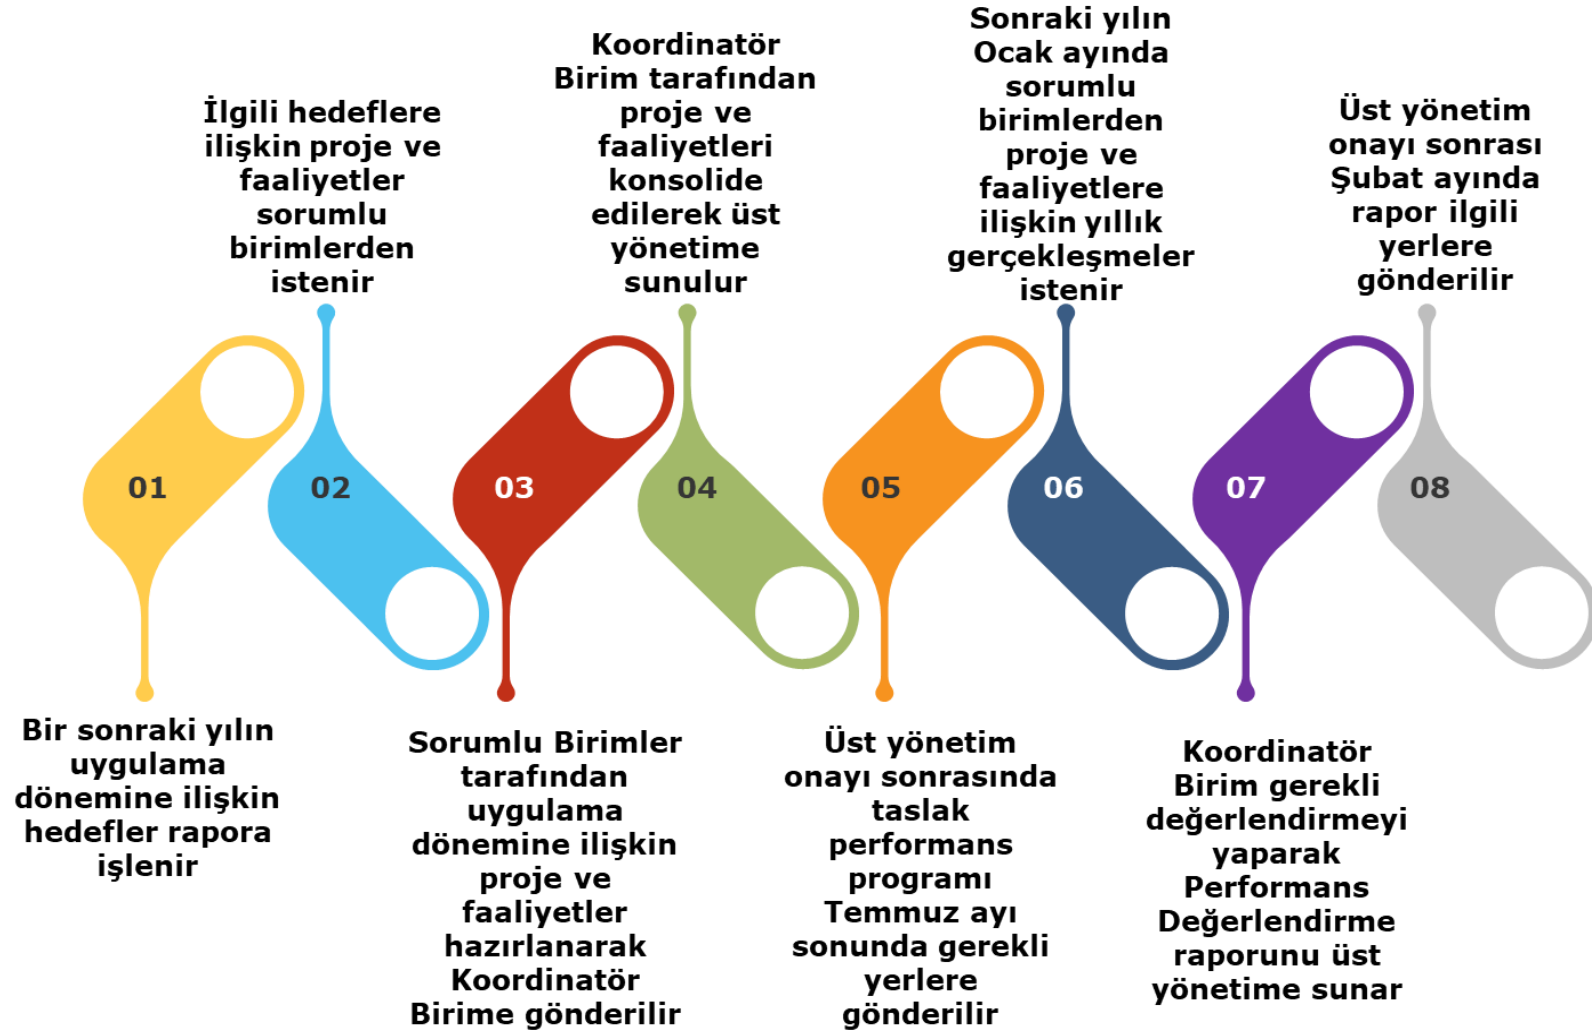 Bir sonraki yılın
uygulama
dönemine ilişkin
hedefler rapora
işlenir
01
İlgili hedeflere
ilişkin proje ve
faaliyetler
sorumlu
birimlerden
istenir
02
Sorumlu Birimler
tarafından
uygulama
dönemine ilişkin
proje ve
faaliyetler
hazırlanarak
Koordinatör
Birime gönderilir
03
Koordinatör
Birim tarafından
proje ve
faaliyetleri
konsolide
edilerek üst
yönetime
sunulur
04
Üst yönetim
onayı sonrasında
taslak
performans
programı
Temmuz ayı
sonunda gerekli
yerlere
gönderilir
05
Sonraki yılın
Ocak ayında
sorumlu
birimlerden
proje ve
faaliyetlere
ilişkin yıllık
gerçekleşmeler
istenir
06
Koordinatör
Birim gerekli
değerlendirmeyi
yaparak
Performans
Değerlendirme
raporunu üst
yönetime sunar
07
Üst yönetim
onayı sonrası
Şubat ayında
rapor ilgili
yerlere
gönderilir
08